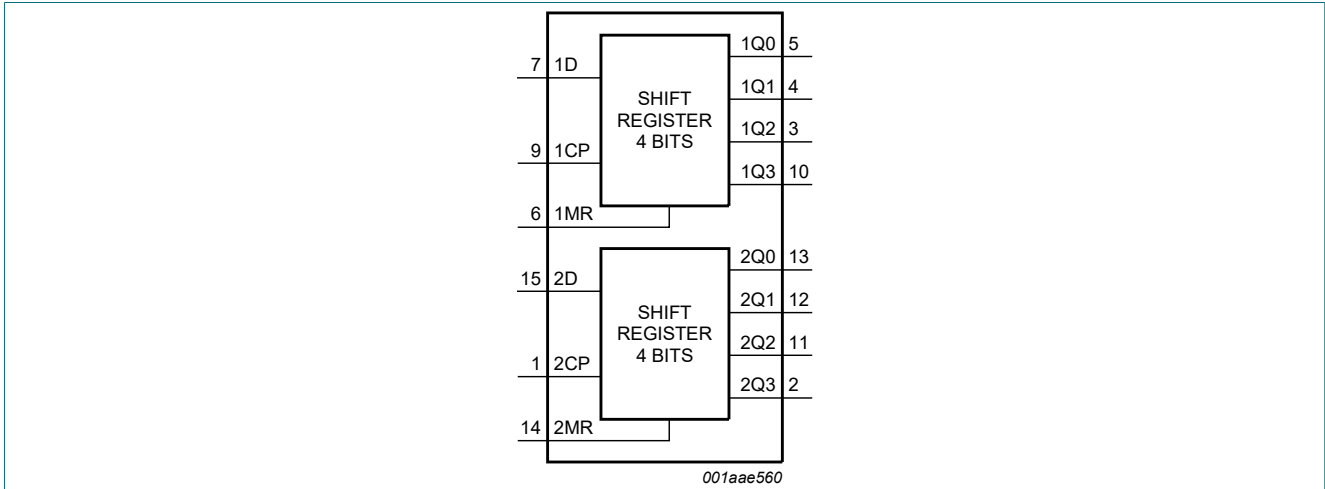 7 1D
9 1CP
6 1MR
SHIFT
REGISTER
4 BITS
1Q0 5
1Q1 4
1Q2 3
1Q3 10
15 2D
1 2CP
14 2MR
SHIFT
REGISTER
4 BITS
2Q0 13
2Q1 12
2Q2 11
2Q3 2
001aae560